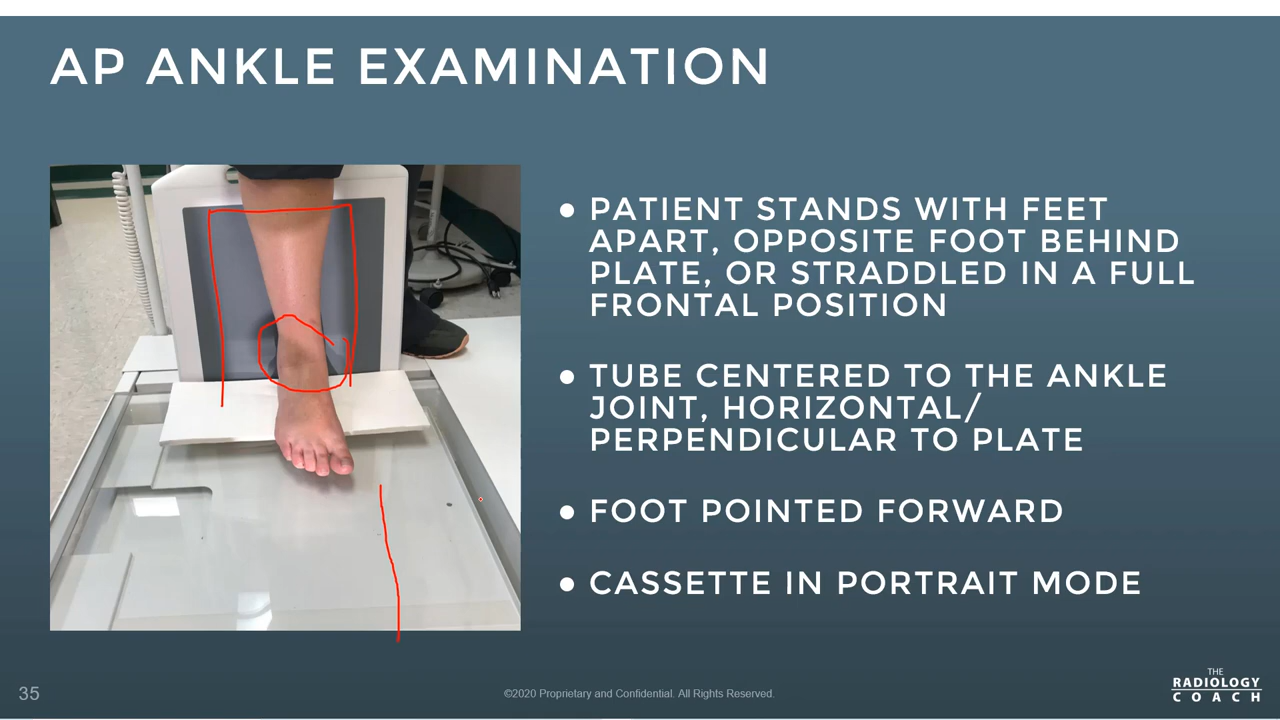 AP ANKLE EXAMINATION
● PATIENT STANDS WITH FEET
APART, OPPOSITE FOOT BEHIND
PLATE, OR STRADDLED IN A FULL
FRONTAL POSITION
● TUBE CENTERED TO THE ANKLE
JOINT, HORIZONTAL/
PERPENDICULAR TO PLATE
● FOOT POINTED FORWARD
● CASSETTE IN PORTRAIT MODE
35
©2020 Proprietary and Confidential. All Rights Reserved.
THE
RADIOLOGY
COACH